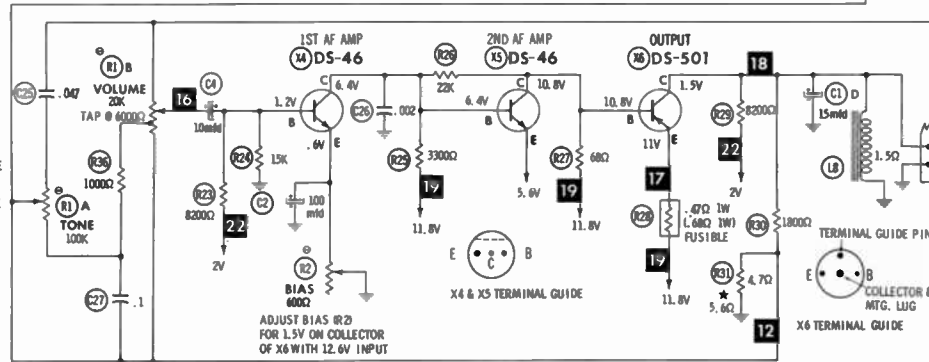 1ST AF AMP
X4 DS-46
2ND AF AMP
X5 DS-46
OUTPUT
X6 DS-501
R1 B
VOLUME
20K
TAP @ 6000Ω
C25 .047
16
C4
10mfd
1.2V
B
C
6.4V
.6V
E
R26
22K
C26 .002
6.4V
B
C
10.8V
E
5.6V
10.8V
B
C
1.5V
11V
E
18
C1 D
15mfd
L8
1.5Ω
M
R36
1000Ω
R1 A
TONE
100K
C27 .1
R23
8200Ω
22
2V
R24
15K
C2
100
mfd
R2
BIAS
600Ω
ADJUST BIAS (R2)
FOR 1.5V ON COLLECTOR
OF X6 WITH 12.6V INPUT
R25
3300Ω
19
11.8V
R27
68Ω
19
11.8V
17
R28
.47Ω 1W
(.68Ω 1W)
FUSIBLE
19
11.8V
R29
8200Ω
22
2V
R30
1800Ω
R31
★
5.6Ω
4.7Ω
12
E
C
B
X4 & X5 TERMINAL GUIDE
TERMINAL GUIDE PIN
E
B
COLLECTOR &
MTG. LUG
X6 TERMINAL GUIDE